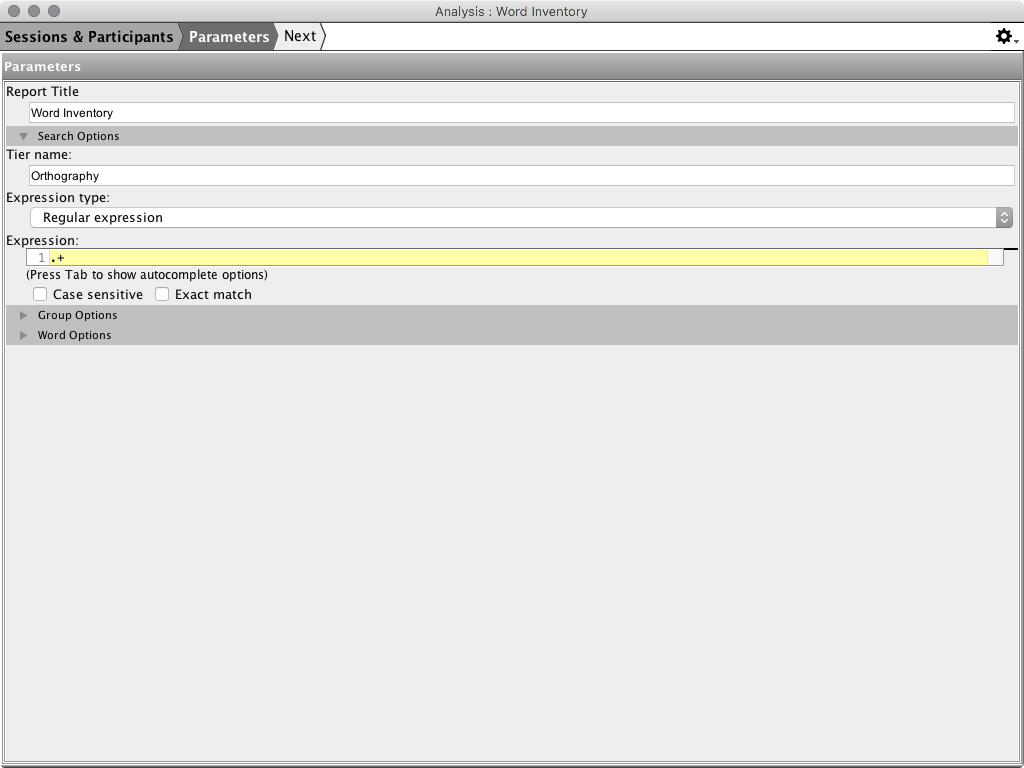 Analysis : Word Inventory
Sessions & Participants Parameters Next
Parameters
Report Title
Word Inventory
Search Options
Tier name:
Orthography
Expression type:
Regular expression
Expression:
1 .+
(Press Tab to show autocomplete options)
Case sensitive Exact match
Group Options
Word Options